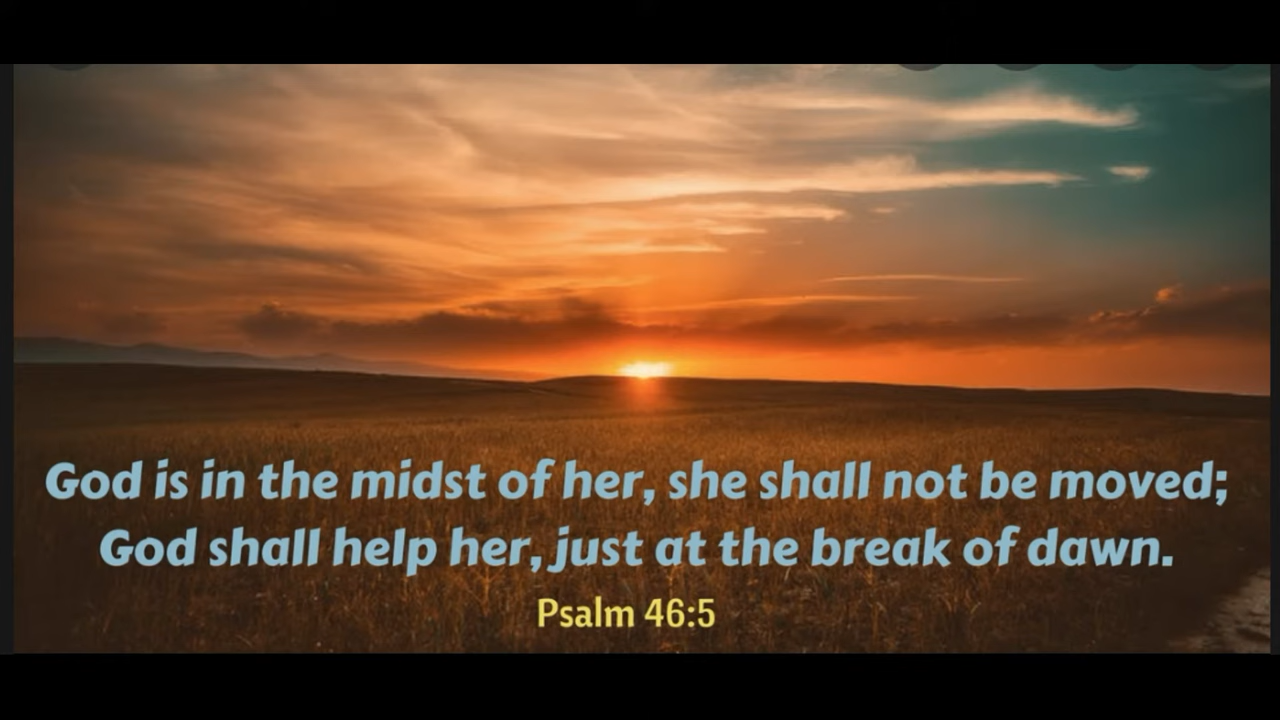 God is in the midst of her, she shall not be moved;
God shall help her, just at the break of dawn.
Psalm 46:5